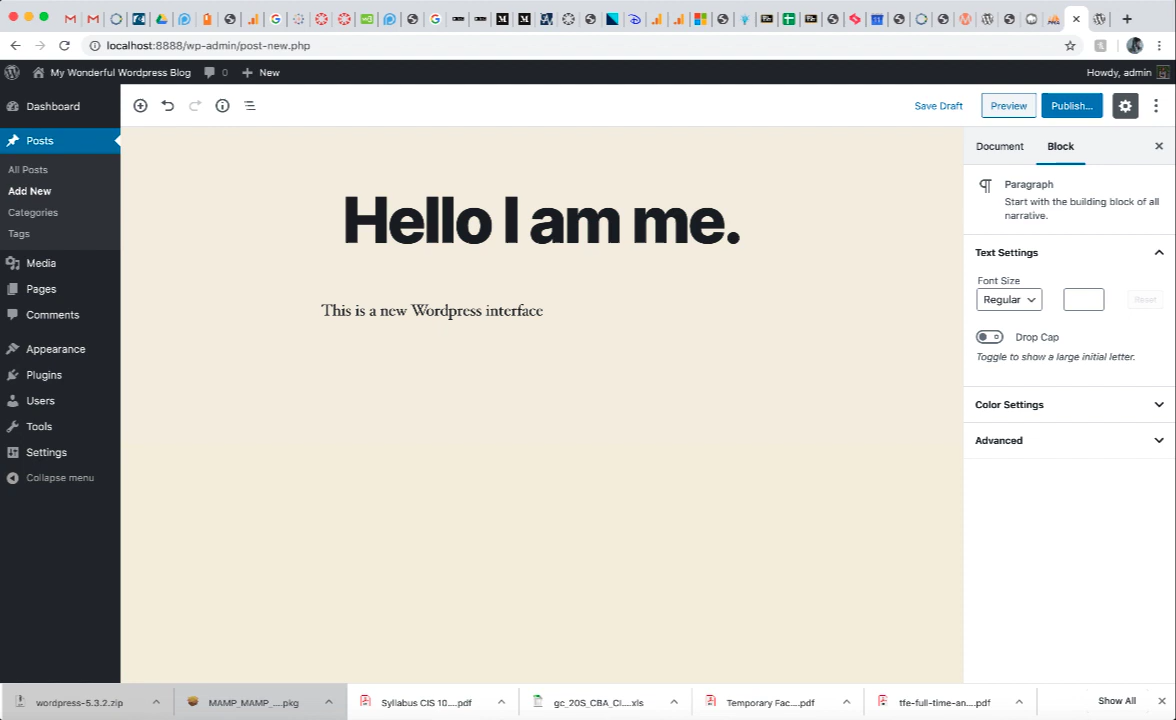 localhost:8888/wp-admin/post-new.php
My Wonderful Wordpress Blog 0 New Howdy, admin
Dashboard
Posts
All Posts
Add New
Categories
Tags
Media
Pages
Comments
Appearance
Plugins
Users
Tools
Settings
Collapse menu
Save Draft Preview Publish...
Hello I am me.
This is a new Wordpress interface
Document Block
Paragraph
Start with the building block of all
narrative.
Text Settings
Font Size
Regular Reset
Drop Cap
Toggle to show a large initial letter.
Color Settings
Advanced
wordpress-5.3.2.zip MAMP_MAMP_....pkg Syllabus CIS 10....pdf gc_20S_CBA_CI....xls Temporary Fac....pdf tfe-full-time-an....pdf Show All